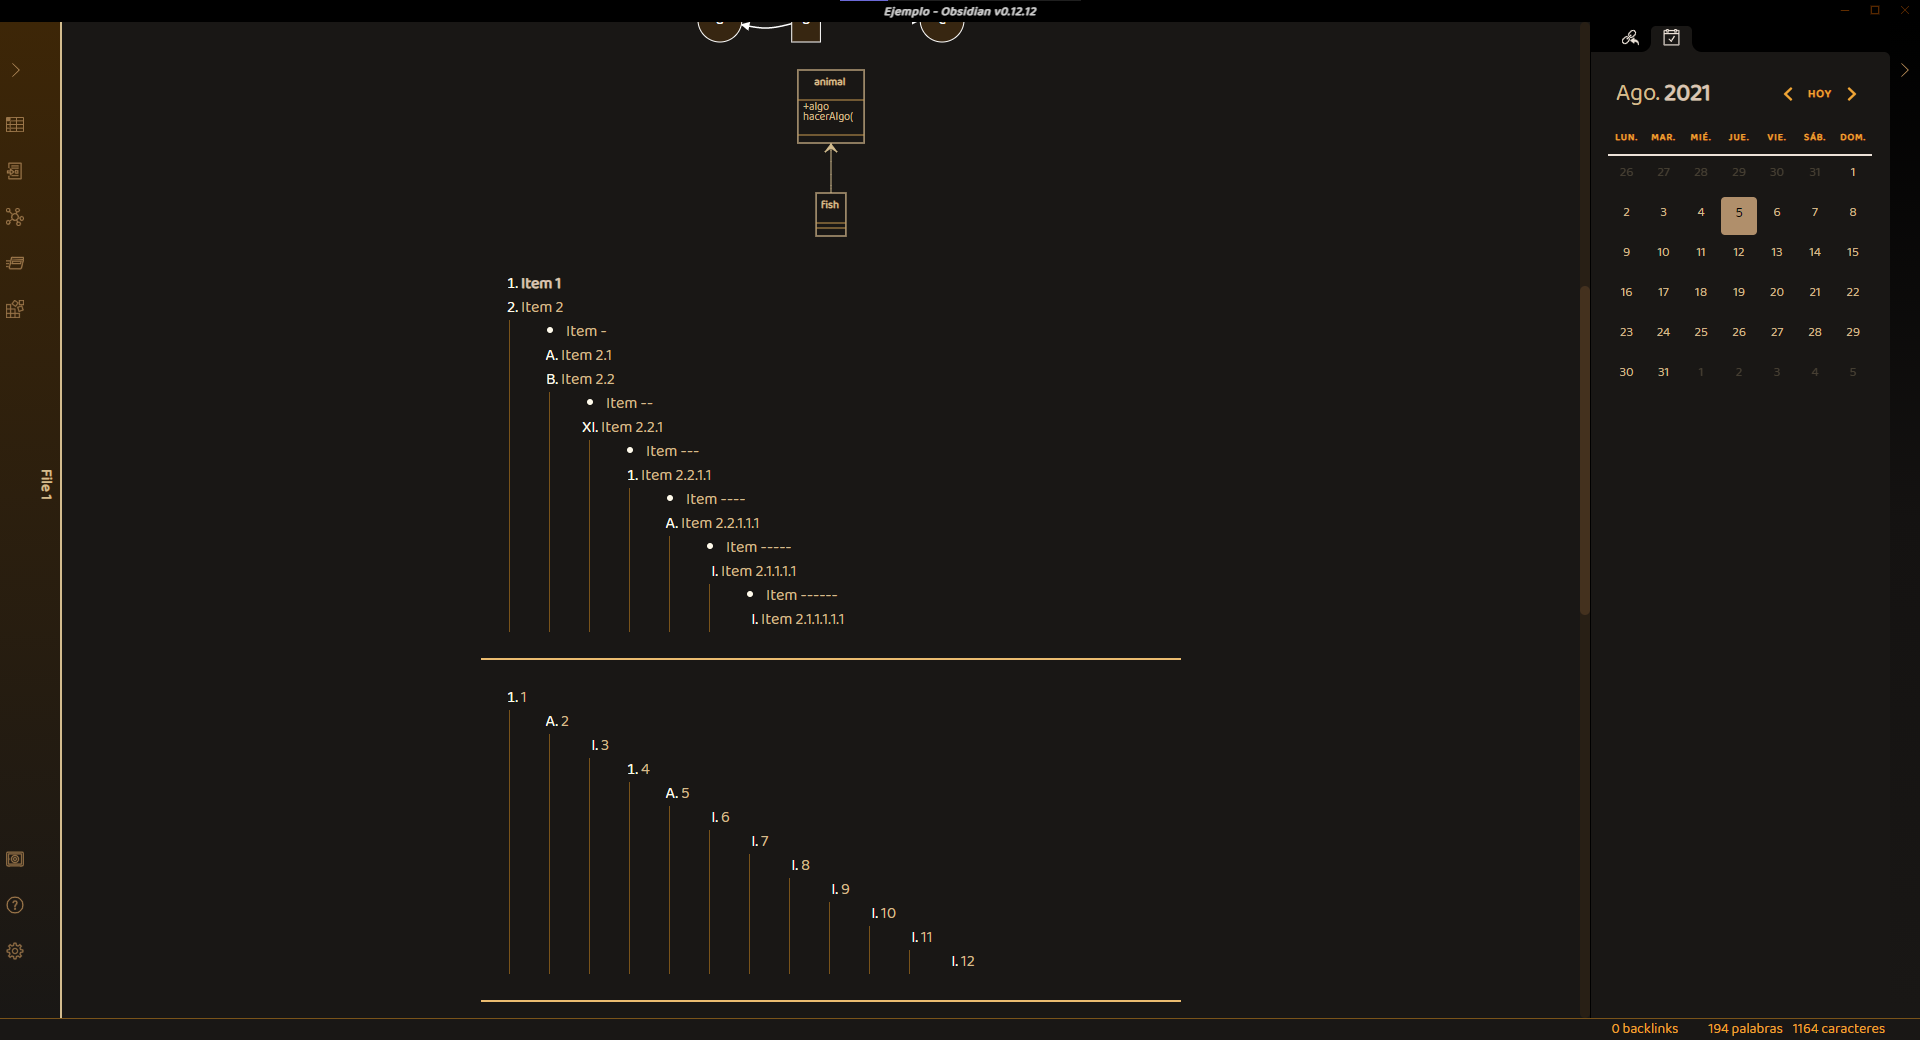 Ejemplo - Obsidian v0.12.12
animal
+algo
hacerAlgo(
fish
1. Item 1
2. Item 2
• Item -
A. Item 2.1
B. Item 2.2
• Item --
XI. Item 2.2.1
• Item ---
1. Item 2.2.1.1
• Item ----
A. Item 2.2.1.1.1
• Item -----
I. Item 2.1.1.1.1
• Item ------
I. Item 2.1.1.1.1.1
1. 1
A. 2
I. 3
1. 4
A. 5
I. 6
I. 7
I. 8
I. 9
I. 10
I. 11
I. 12
File 1
Ago. 2021
HOY
LUN. MAR. MIÉ. JUE. VIE. SÁB. DOM.
26 27 28 29 30 31 1
2 3 4 5 6 7 8
9 10 11 12 13 14 15
16 17 18 19 20 21 22
23 24 25 26 27 28 29
30 31 1 2 3 4 5
0 backlinks 194 palabras 1164 caracteres